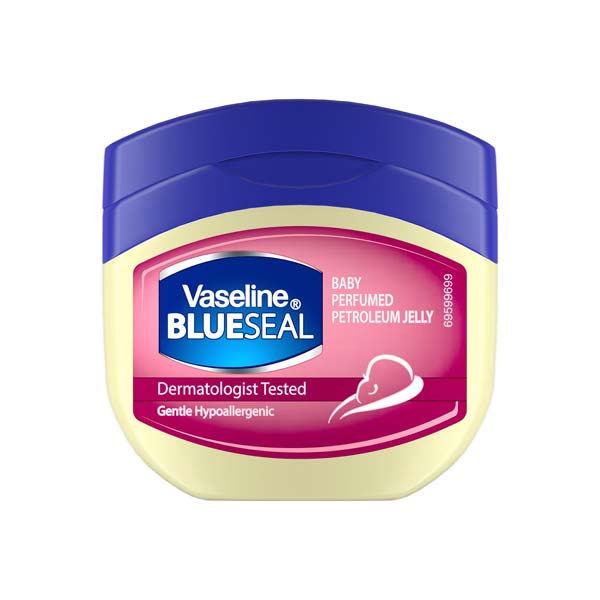 Vaseline®
BLUESEAL
BABY
PERFUMED
PETROLEUM JELLY
69599699
Dermatologist Tested
Gentle Hypoallergenic